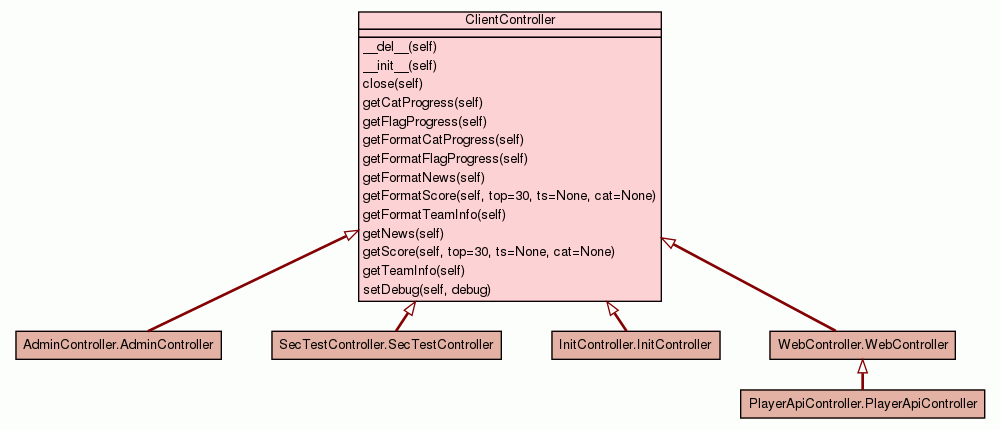 ClientController
__del__(self)
__init__(self)
close(self)
getCatProgress(self)
getFlagProgress(self)
getFormatCatProgress(self)
getFormatFlagProgress(self)
getFormatNews(self)
getFormatScore(self, top=30, ts=None, cat=None)
getFormatTeamInfo(self)
getNews(self)
getScore(self, top=30, ts=None, cat=None)
getTeamInfo(self)
setDebug(self, debug)
AdminController.AdminController
SecTestController.SecTestController
InitController.InitController
WebController.WebController
PlayerApiController.PlayerApiController